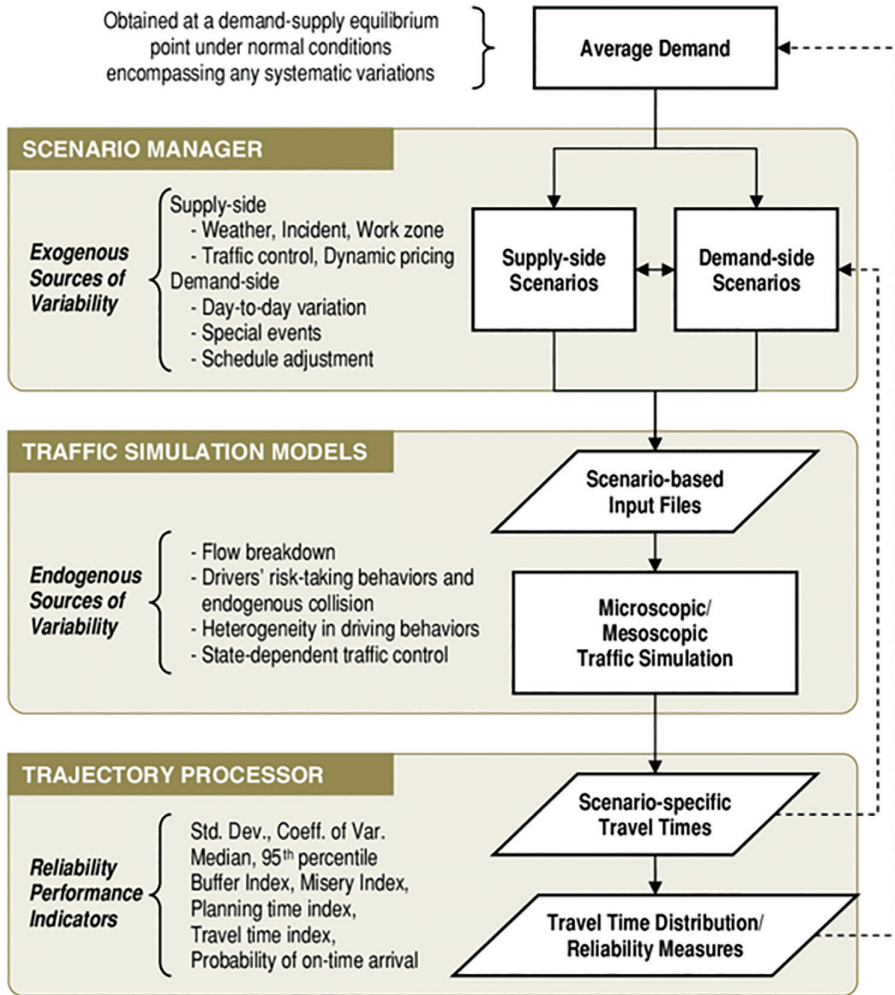 Obtained at a demand-supply equilibrium
point under normal conditions
encompassing any systematic variations
Average Demand
SCENARIO MANAGER
Exogenous
Sources of
Variability
Supply-side
- Weather, Incident, Work zone
- Traffic control, Dynamic pricing
Demand-side
- Day-to-day variation
- Special events
- Schedule adjustment
Supply-side
Scenarios
Demand-side
Scenarios
TRAFFIC SIMULATION MODELS
Scenario-based
Input Files
Endogenous
Sources of
Variability
- Flow breakdown
- Drivers' risk-taking behaviors and
endogenous collision
- Heterogeneity in driving behaviors
- State-dependent traffic control
Microscopic/
Mesoscopic
Traffic Simulation
TRAJECTORY PROCESSOR
Scenario-specific
Travel Times
Reliability
Performance
Indicators
Std. Dev., Coeff. of Var.
Median, 95th percentile
Buffer Index, Misery Index,
Planning time index,
Travel time index,
Probability of on-time arrival
Travel Time Distribution/
Reliability Measures